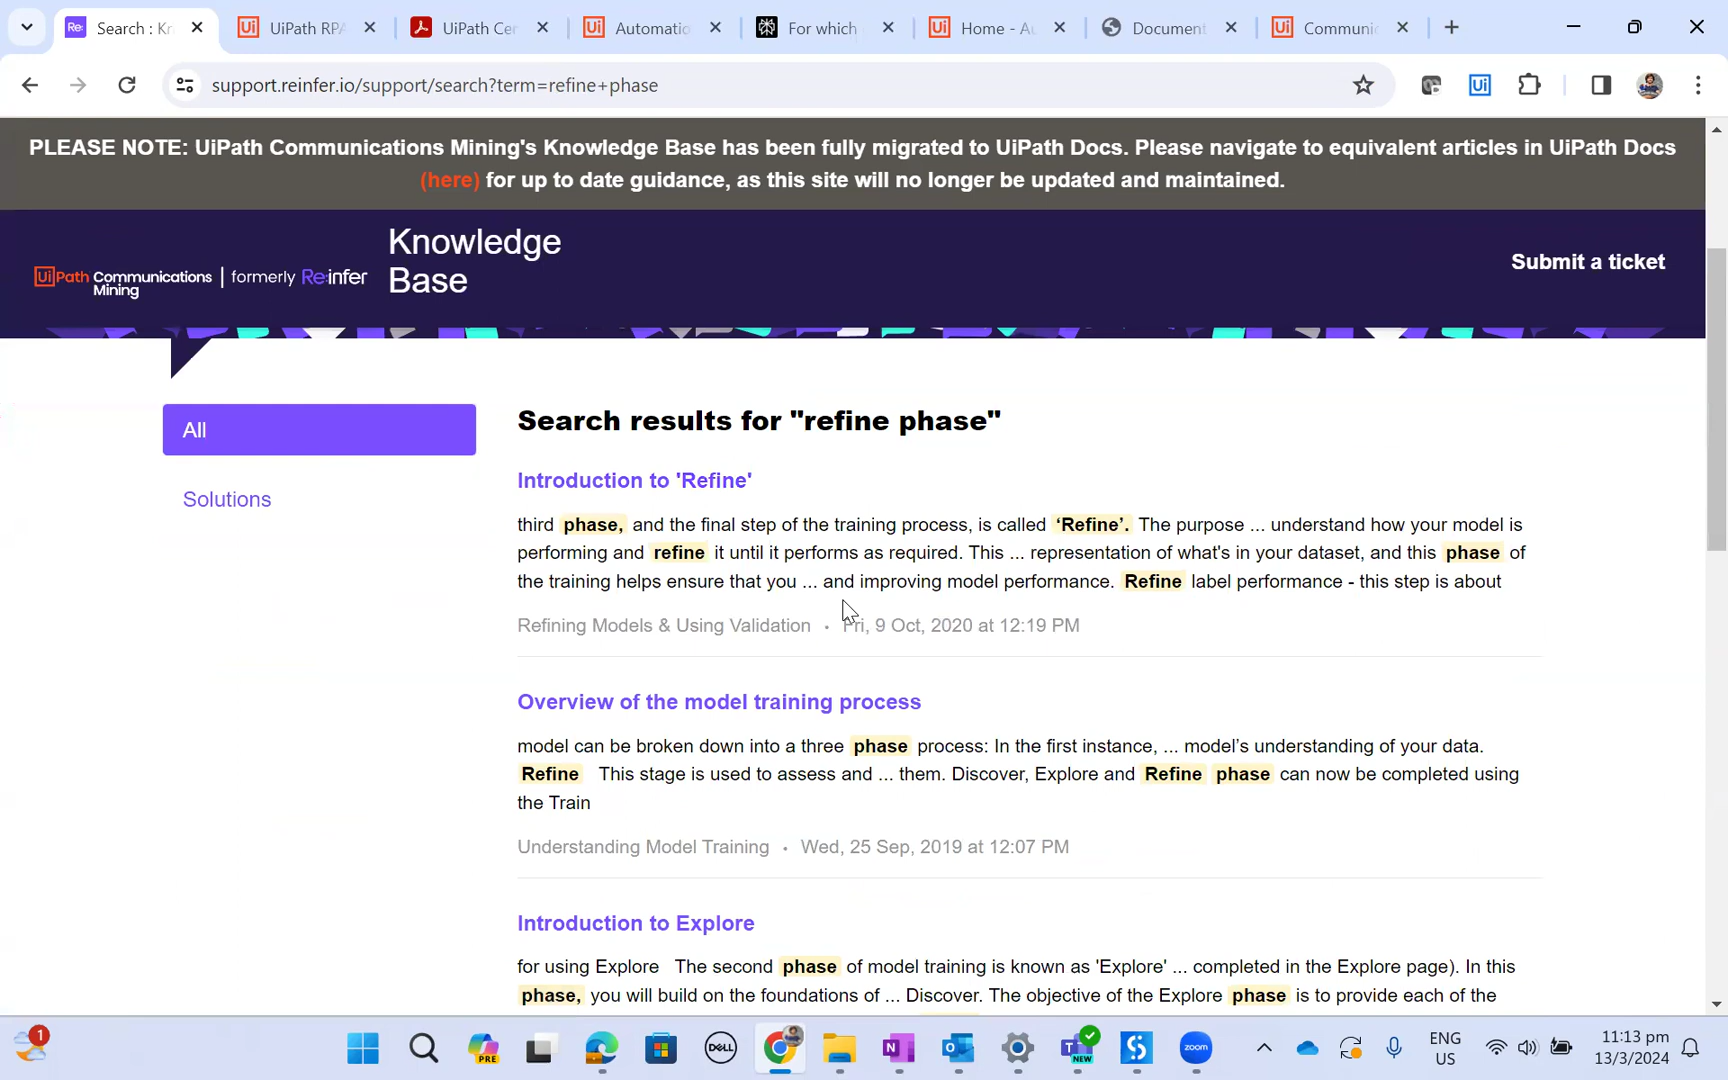 Search : Kn
UiPath RPA
UiPath Cer
Automatio
For which
Home - Au
Document
Communic
support.reinfer.io/support/search?term=refine+phase
PLEASE NOTE: UiPath Communications Mining's Knowledge Base has been fully migrated to UiPath Docs. Please navigate to equivalent articles in UiPath Docs
(here) for up to date guidance, as this site will no longer be updated and maintained.
UiPath Communications Mining | formerly Re:infer
Knowledge
Base
Submit a ticket
All
Solutions
Search results for "refine phase"
Introduction to 'Refine'
third phase, and the final step of the training process, is called ‘Refine’. The purpose ... understand how your model is
performing and refine it until it performs as required. This ... representation of what's in your dataset, and this phase of
the training helps ensure that you ... and improving model performance. Refine label performance - this step is about
Refining Models & Using Validation • Fri, 9 Oct, 2020 at 12:19 PM
Overview of the model training process
model can be broken down into a three phase process: In the first instance, ... model’s understanding of your data.
Refine This stage is used to assess and ... them. Discover, Explore and Refine phase can now be completed using
the Train
Understanding Model Training • Wed, 25 Sep, 2019 at 12:07 PM
Introduction to Explore
for using Explore The second phase of model training is known as 'Explore' ... completed in the Explore page). In this
phase, you will build on the foundations of ... Discover. The objective of the Explore phase is to provide each of the
1
PRE
DELL
NEW
zoom
ENG
US
11:13 pm
13/3/2024